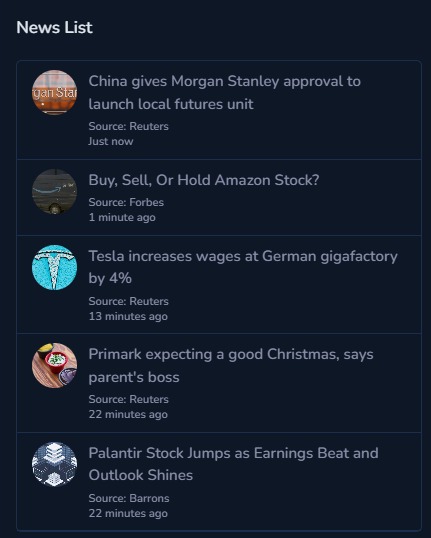 News List
China gives Morgan Stanley approval to
launch local futures unit
gan Star
Source: Reuters
Just now
Buy, Sell, Or Hold Amazon Stock?
Source: Forbes
1 minute ago
Tesla increases wages at German gigafactory
by 4%
Source: Reuters
13 minutes ago
Primark expecting a good Christmas, says
parent's boss
Source: Reuters
22 minutes ago
Palantir Stock Jumps as Earnings Beat and
Outlook Shines
Source: Barrons
22 minutes ago